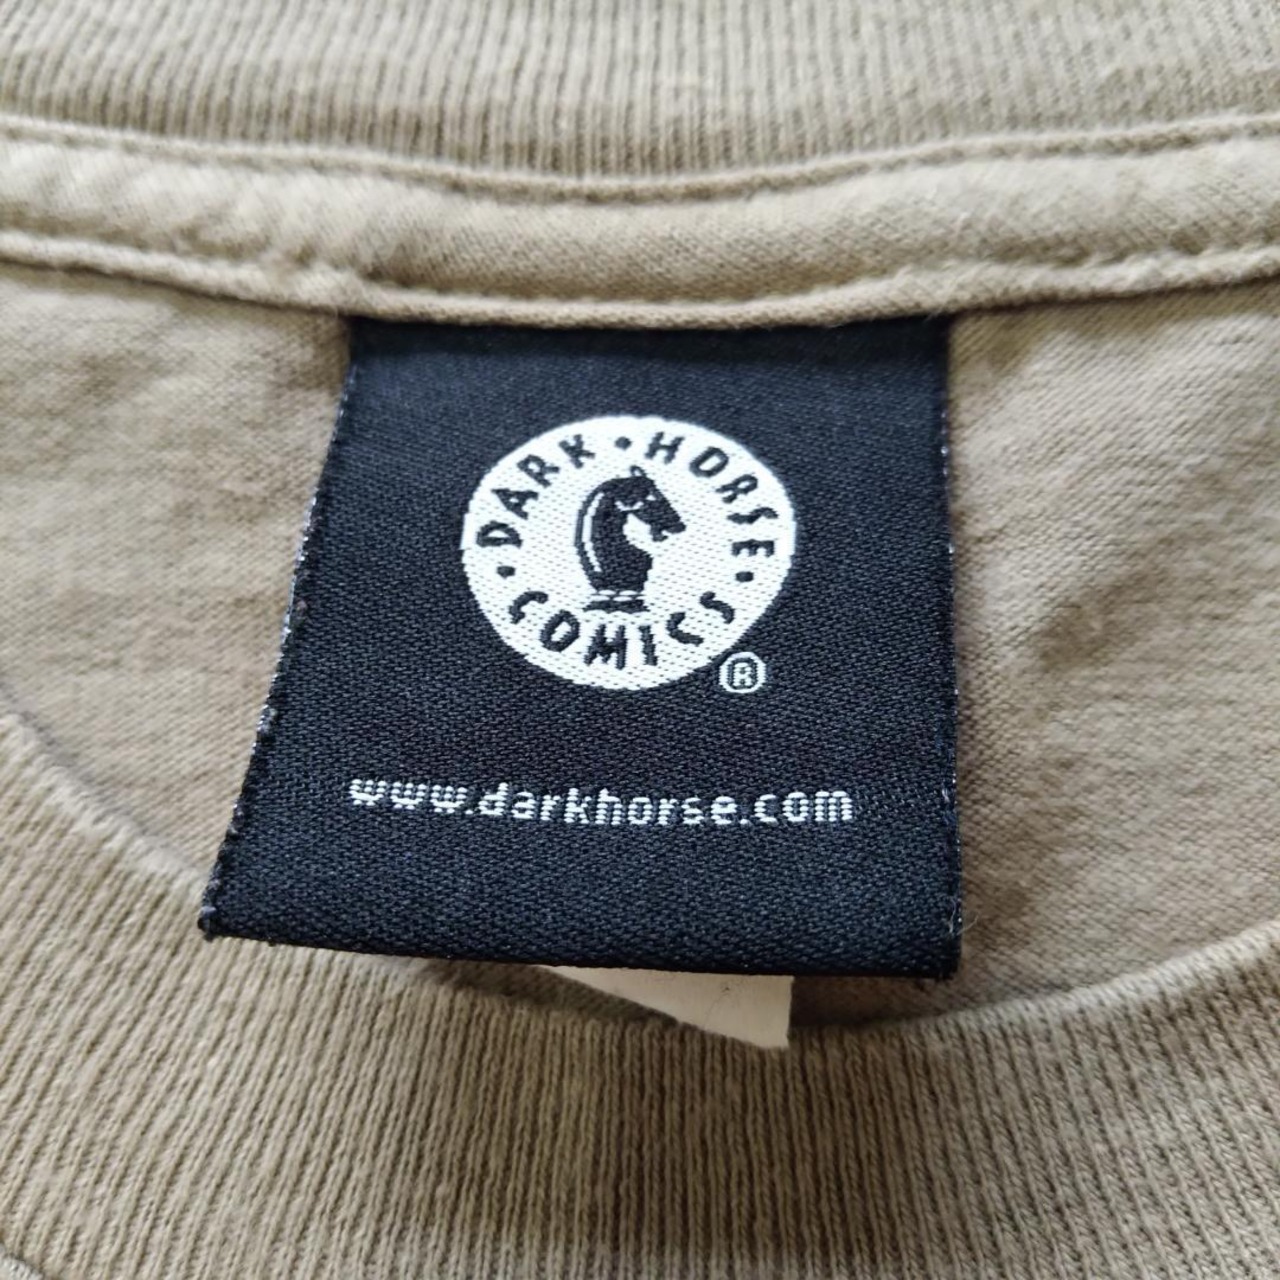 DARK • HORSE • COMICS •
®
www.darkhorse.com